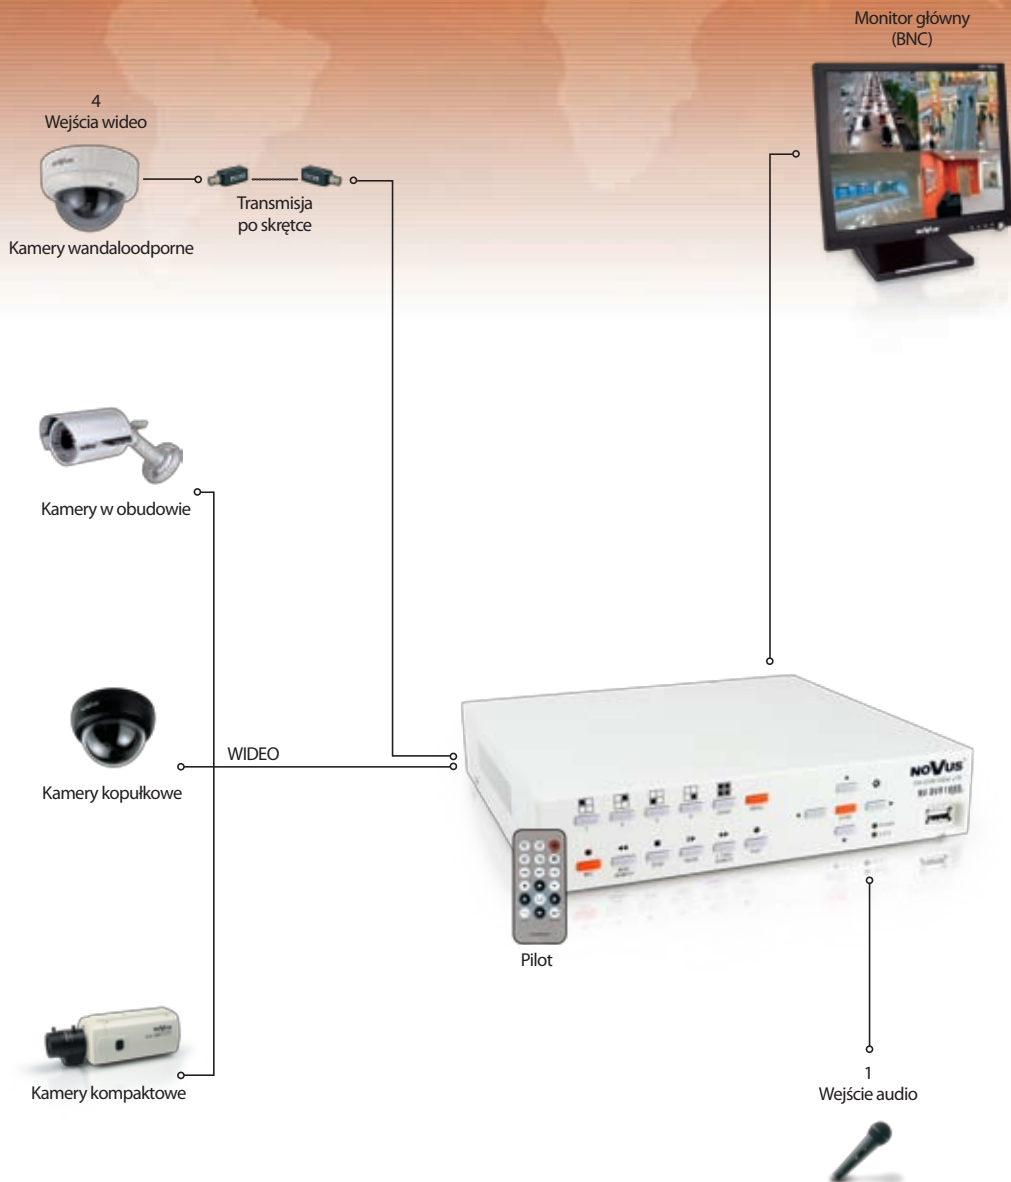 Monitor główny
(BNC)
4
Wejścia wideo
Transmisja
po skrętce
Kamery wandaloodporne
NOVUS
Kamery w obudowie
Kamery kopułkowe
WIDEO
NOVUS
Pilot
Kamery kompaktowe
1
Wejście audio